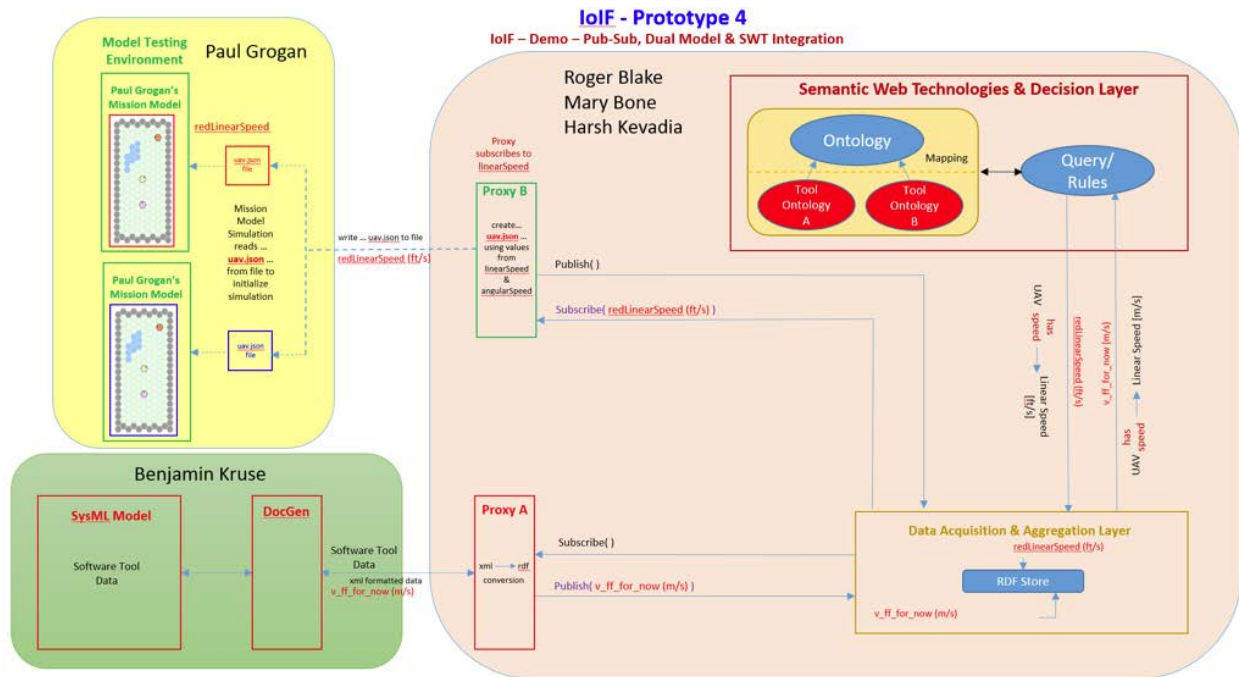 IoIF - Prototype 4
IoIF – Demo – Pub-Sub, Dual Model & SWT Integration
Model Testing
Environment
Paul Grogan
Paul Grogan's
Mission Model
redLinearSpeed
uav.json
file
Mission
Model
Simulation
reads ...
uav.json ...
from file to
initialize
simulation
Paul Grogan's
Mission Model
uav.json
file
write ... uav.json to file
redLinearSpeed (ft/s)
Roger Blake
Mary Bone
Harsh Kevadia
Proxy
subscribes to
linearSpeed
Proxy B
create...
uav.json ...
using values
from
linearSpeed
&
angularSpeed
Publish( )
Subscribe( redLinearSpeed (ft/s) )
Semantic Web Technologies & Decision Layer
Ontology
Mapping
Query/
Rules
Tool
Ontology
A
Tool
Ontology
B
UAV has speed
Linear Speed
[ft/s]
redLinearSpeed (ft/s)
v_ff_for_now (m/s)
UAV has speed
Linear Speed [m/s]
Benjamin Kruse
SysML Model
Software Tool
Data
DocGen
Software Tool
Data
xml formatted data
v_ff_for_now (m/s)
Proxy A
xml rdf
conversion
Subscribe( )
Publish( v_ff_for_now (m/s) )
Data Acquisition & Aggregation Layer
redLinearSpeed (ft/s)
RDF Store
v_ff_for_now (m/s)